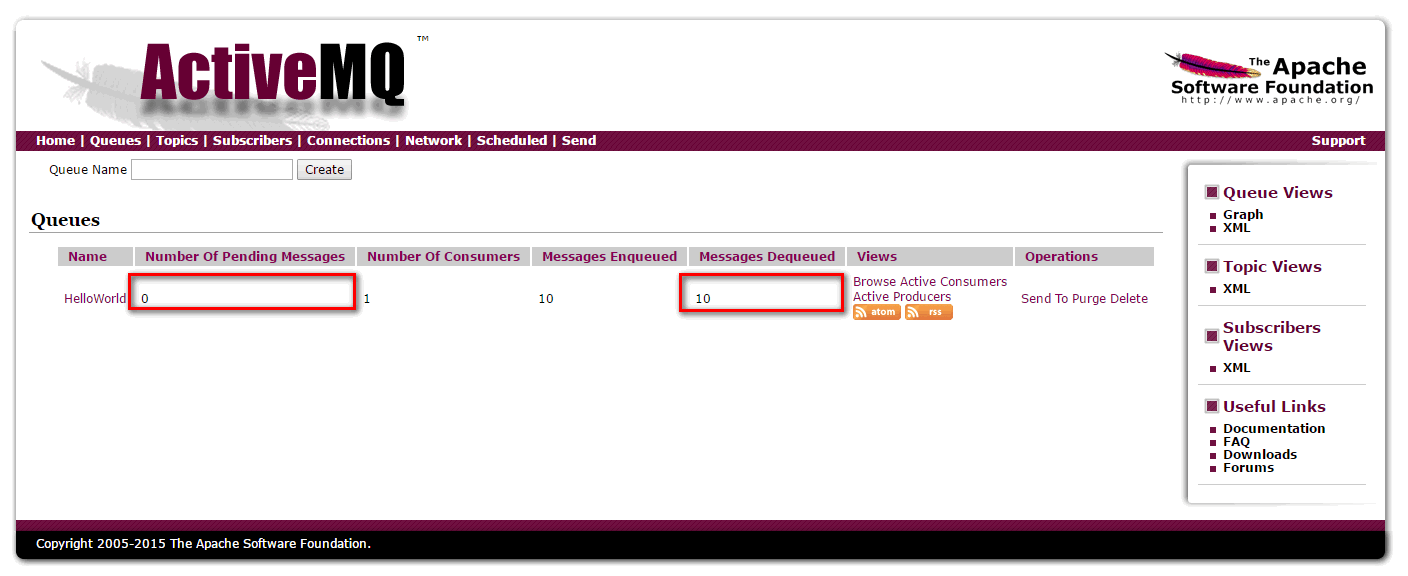 ActiveMQ ™
The Apache
Software Foundation
http://www.apache.org/
Home | Queues | Topics | Subscribers | Connections | Network | Scheduled | Send Support
Queue Name Create
Queues
Name Number Of Pending Messages Number Of Consumers Messages Enqueued Messages Dequeued Views Operations
HelloWorld 0 1 10 10 Browse Active Consumers
Active Producers
atom rss
Send To Purge Delete
Queue Views
Graph
XML
Topic Views
XML
Subscribers
Views
XML
Useful Links
Documentation
FAQ
Downloads
Forums
Copyright 2005-2015 The Apache Software Foundation.